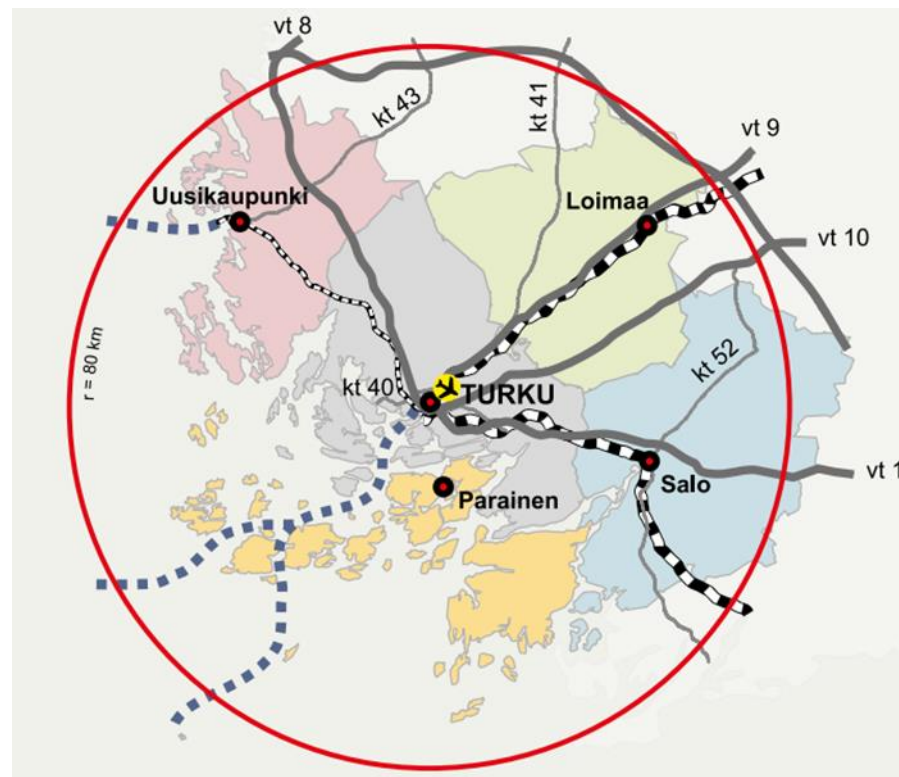 vt 8
kt 43
kt 41
vt 9
Uusikaupunki
Loimaa
vt 10
r = 80 km
kt 52
kt 40
TURKU
Salo
vt 1
Parainen